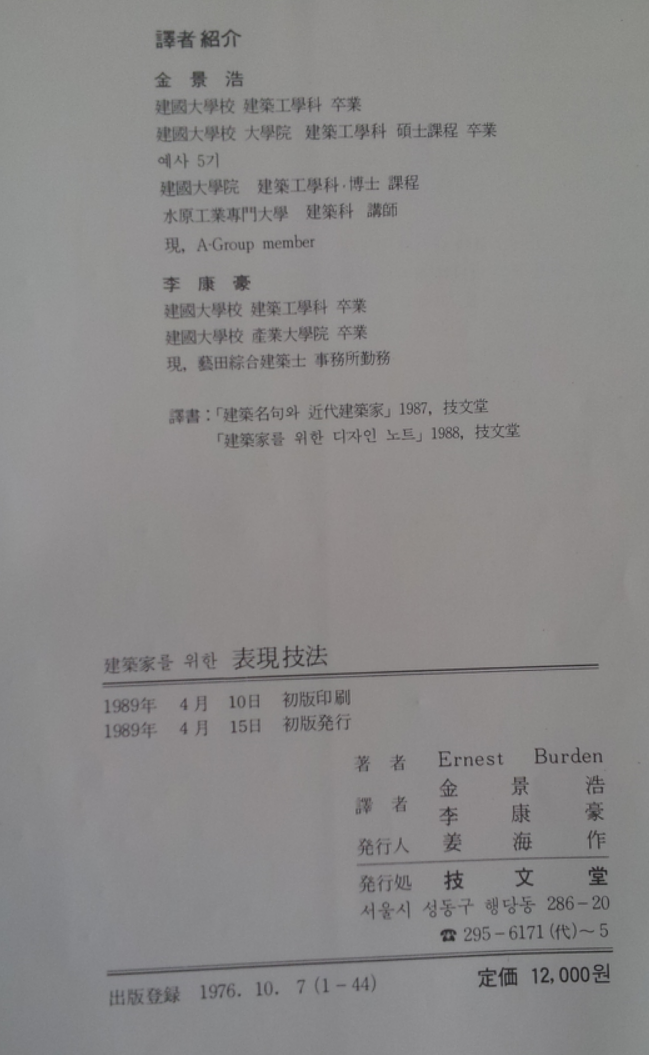 譯者 紹介
金 景 浩
建國大學校 建築工學科 卒業
建國大學校 大學院 建築工學科 碩士課程 卒業
예사 5기
建國大學院 建築工學科·博士 課程
水原工業專門大學 建築科 講師
現, A-Group member
李 康 豪
建國大學校 建築工學科 卒業
建國大學校 產業大學院 卒業
現, 藝田綜合建築士 事務所勤務
譯書:「建築名句와 近代建築家」1987, 技文堂
「建築家를 위한 디자인 노트」1988, 技文堂
建築家를 위한 表現技法
1989年 4月 10日 初版印刷
1989年 4月 15日 初版発行
著 者 Ernest Burden
譯 者 金 景 浩
李 康 豪
発行人 姜 海 作
発行処 技 文 堂
서울시 성동구 행당동 286-20
☎ 295-6171(代)~5
出版登録 1976. 10. 7(1-44)
定価 12,000원